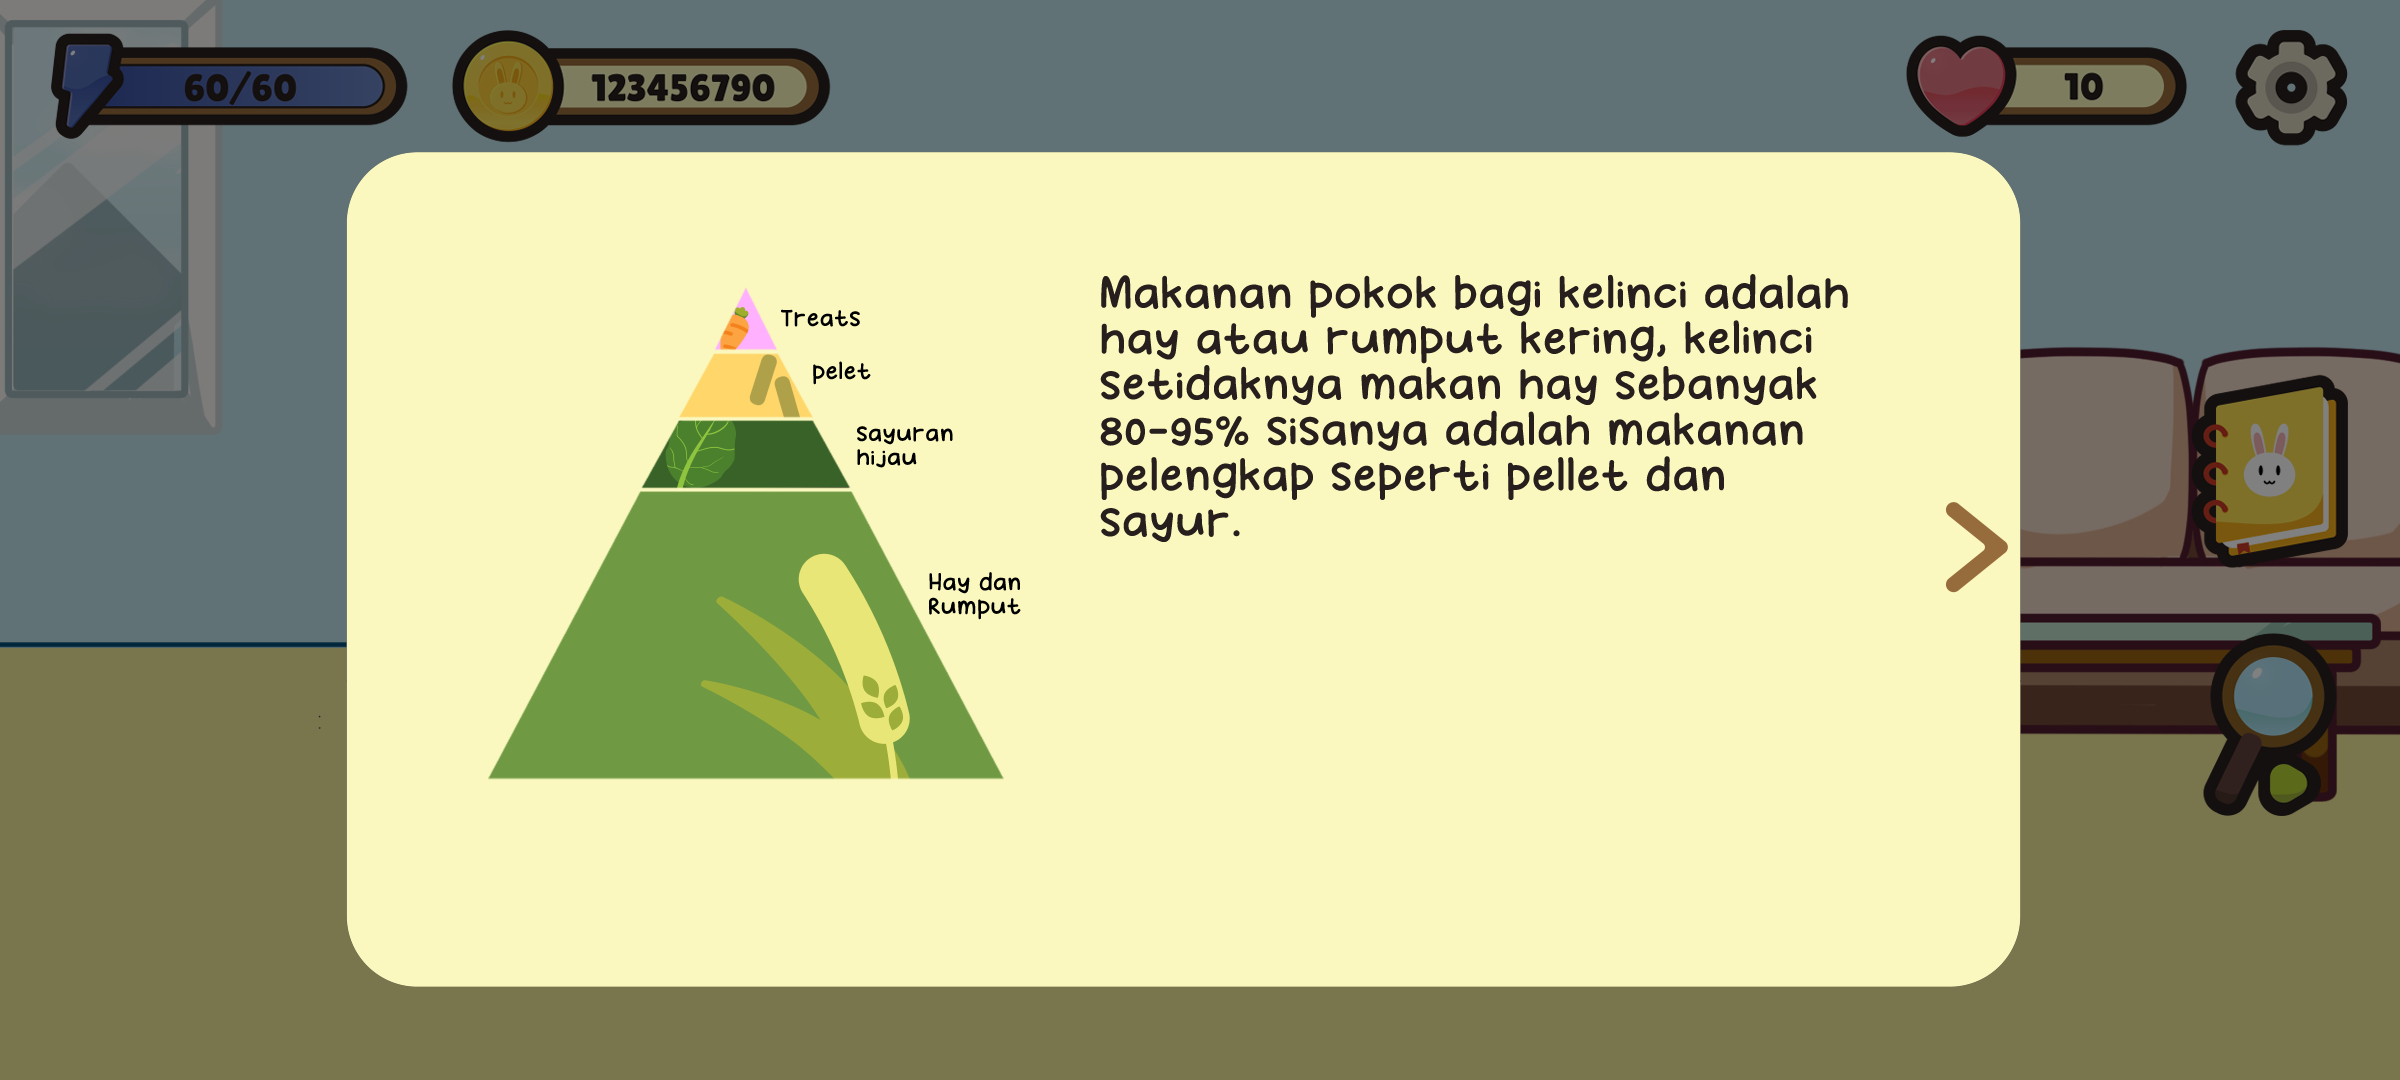 60/60
123456790
10
Treats
pelet
Sayuran
hijau
Hay dan
Rumput
Makanan pokok bagi kelinci adalah
hay atau rumput kering, kelinci
setidaknya makan hay sebanyak
80-95% sisanya adalah makanan
pelengkap seperti pellet dan
sayur.